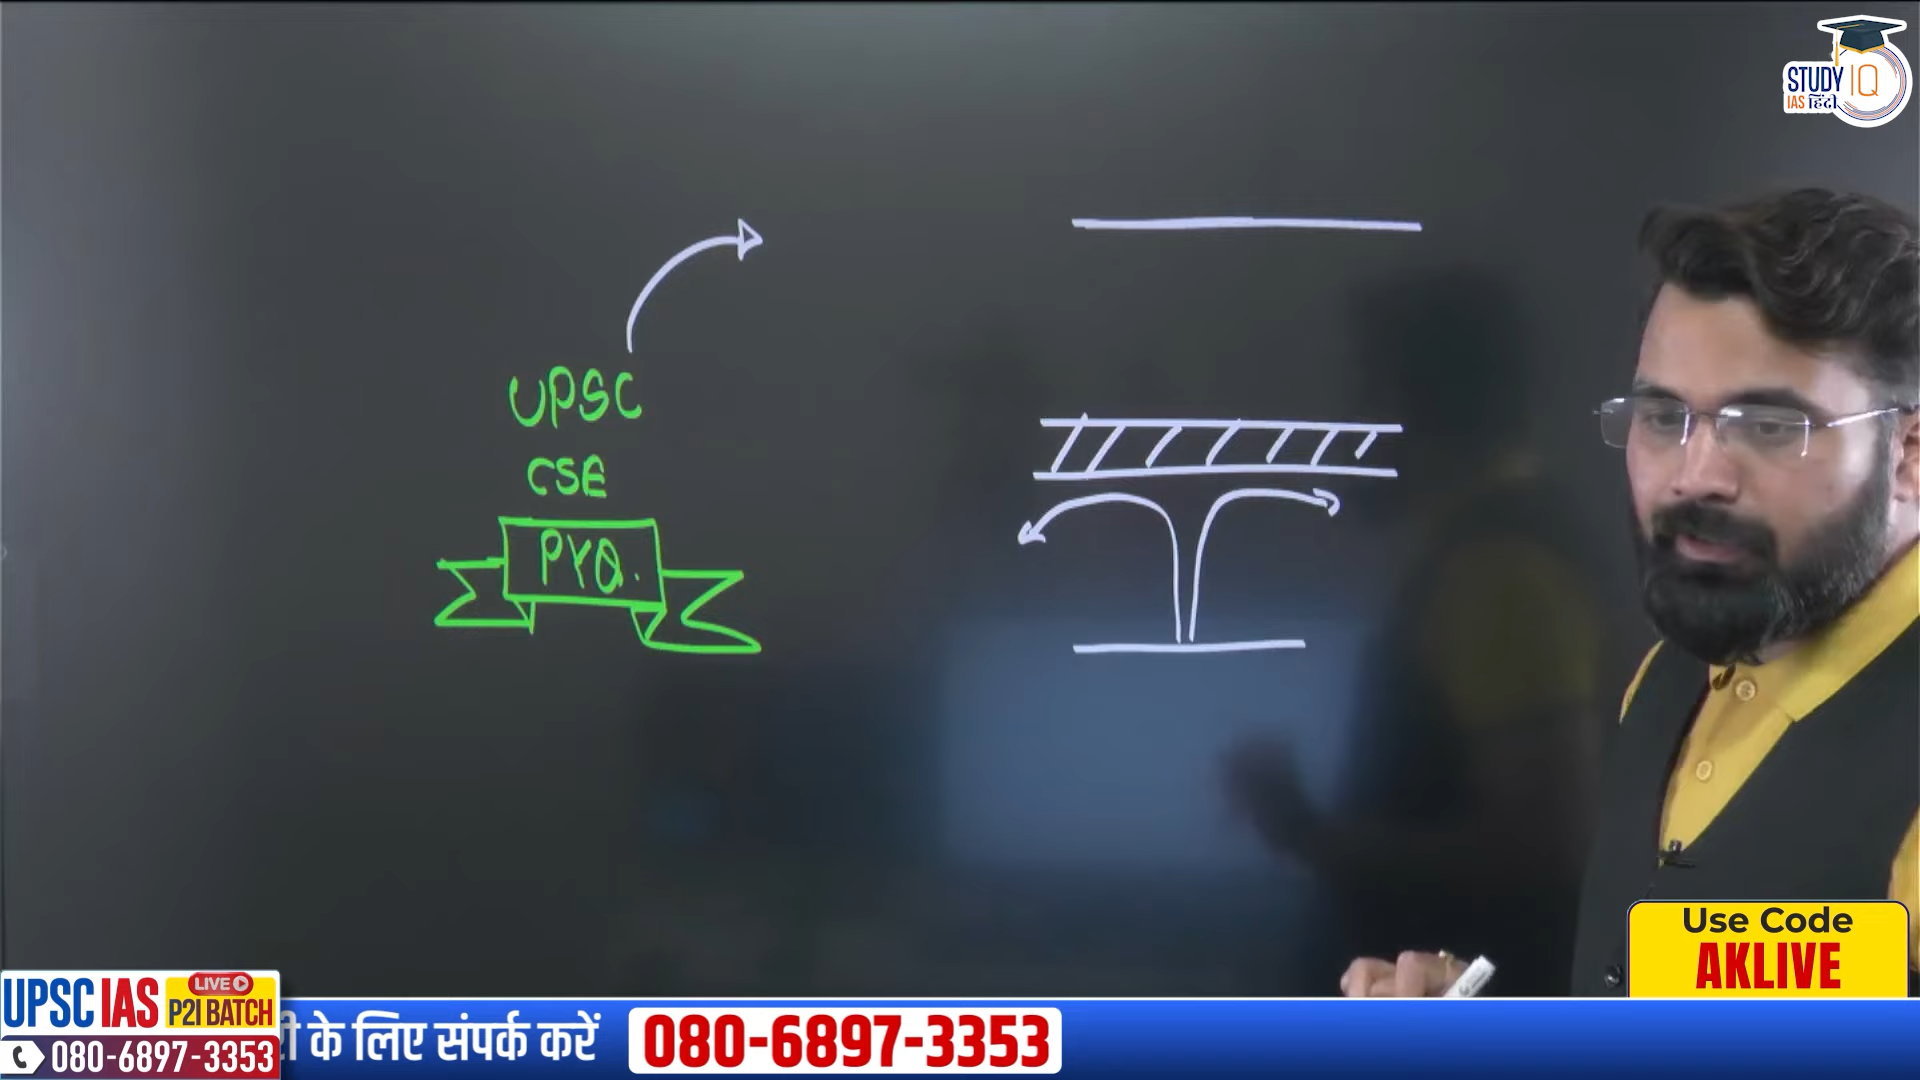 STUDY IQ
IAS हिंदी
UPSC
CSE
PYQ.
Use Code
AKLIVE
UPSC IAS
LIVE
P2I BATCH
080-6897-3353
के लिए संपर्क करें
080-6897-3353